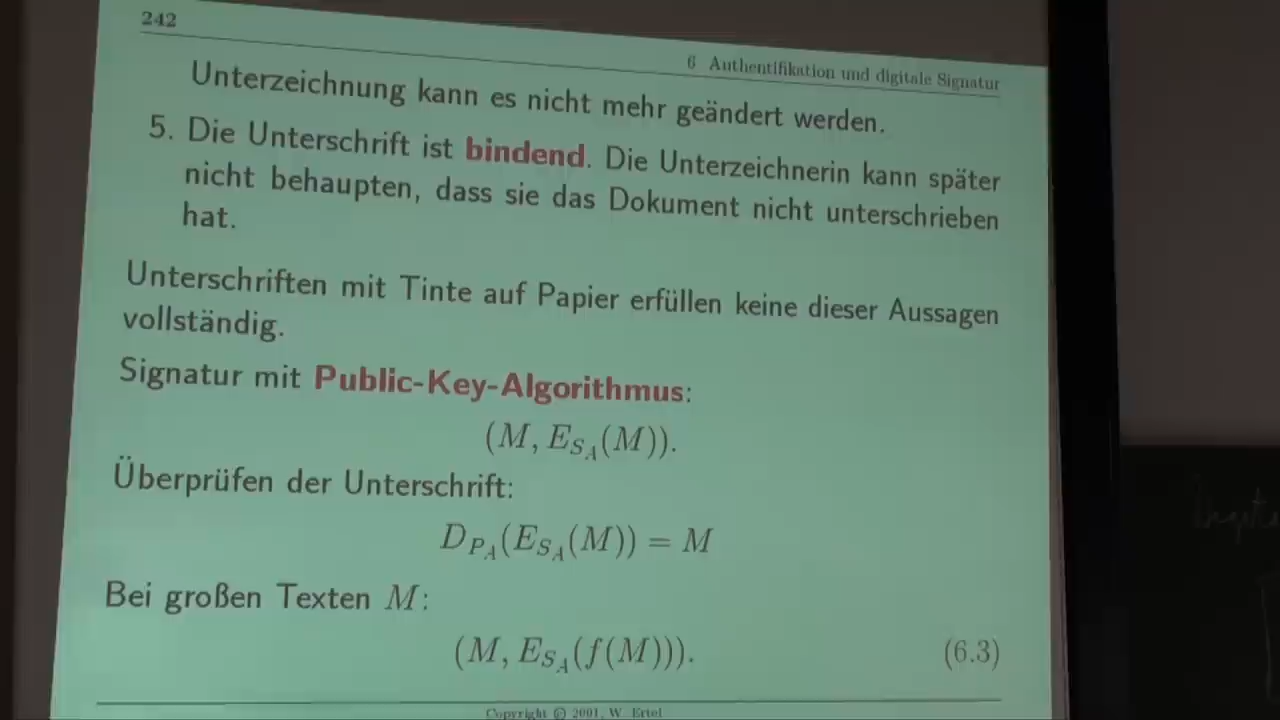 242
6 Authentifikation und digitale Signatur
Unterzeichnung kann es nicht mehr geändert werden.
5. Die Unterschrift ist bindend. Die Unterzeichnerin kann später
nicht behaupten, dass sie das Dokument nicht unterschrieben
hat.
Unterschriften mit Tinte auf Papier erfüllen keine dieser Aussagen
vollständig.
Signatur mit Public-Key-Algorithmus:
(M, E_{S_A}(M)).
Überprüfen der Unterschrift:
D_{P_A}(E_{S_A}(M)) = M
Bei großen Texten M:
(M, E_{S_A}(f(M))). (6.3)
Copyright © 2001, W. Ertel